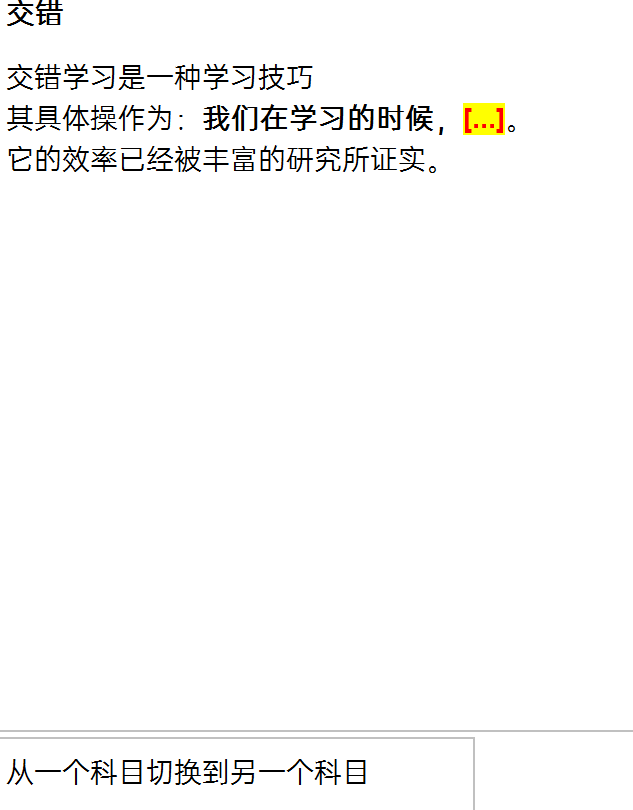 交错
交错学习是一种学习技巧
其具体操作为：我们在学习的时候，[...]。
它的效率已经被丰富的研究所证实。
从一个科目切换到另一个科目